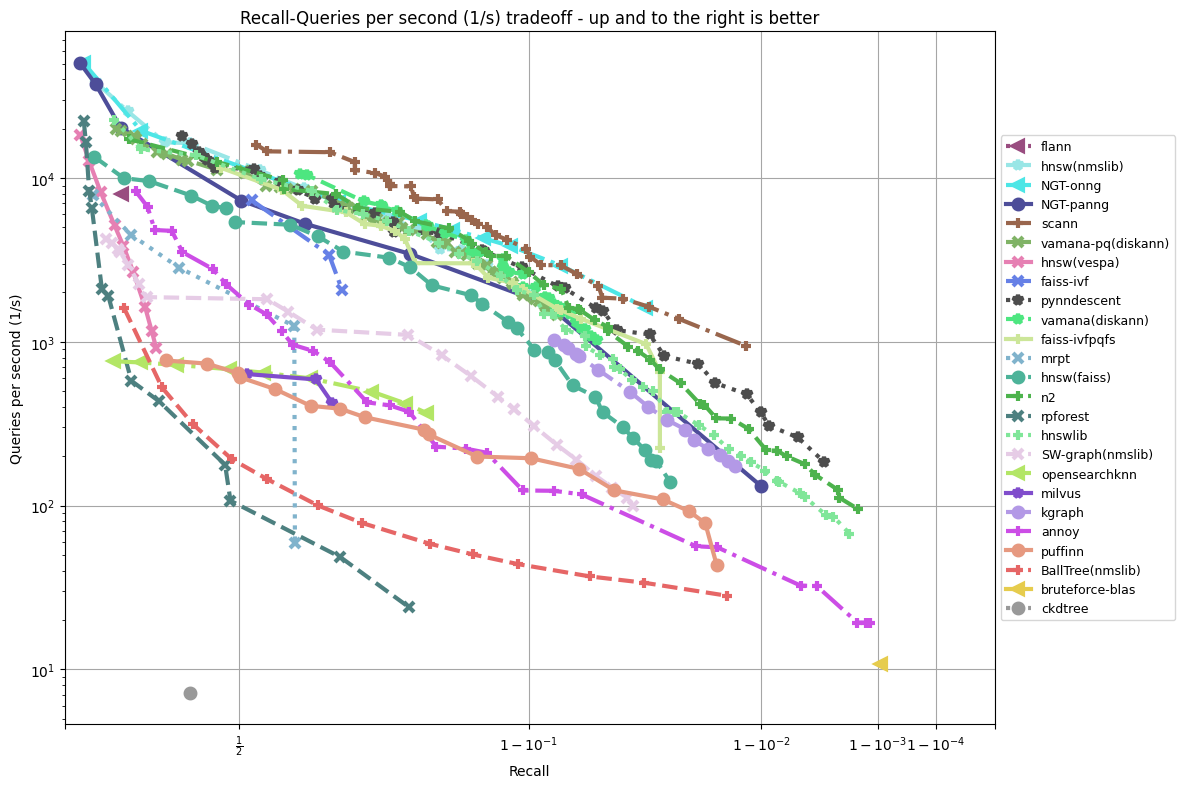 Recall-Queries per second (1/s) tradeoff - up and to the right is better
Queries per second (1/s)
10⁴
10³
10²
10¹
½
1 − 10⁻¹
1 − 10⁻²
1 − 10⁻³
1 − 10⁻⁴
Recall
flann
hnsw(nmslib)
NGT-onng
NGT-panng
scann
vamana-pq(diskann)
hnsw(vespa)
faiss-ivf
pynndescent
vamana(diskann)
faiss-ivfpqfs
mrpt
hnsw(faiss)
n2
rpforest
hnswlib
SW-graph(nmslib)
opensearchknn
milvus
kgraph
annoy
puffinn
BallTree(nmslib)
bruteforce-blas
ckdtree